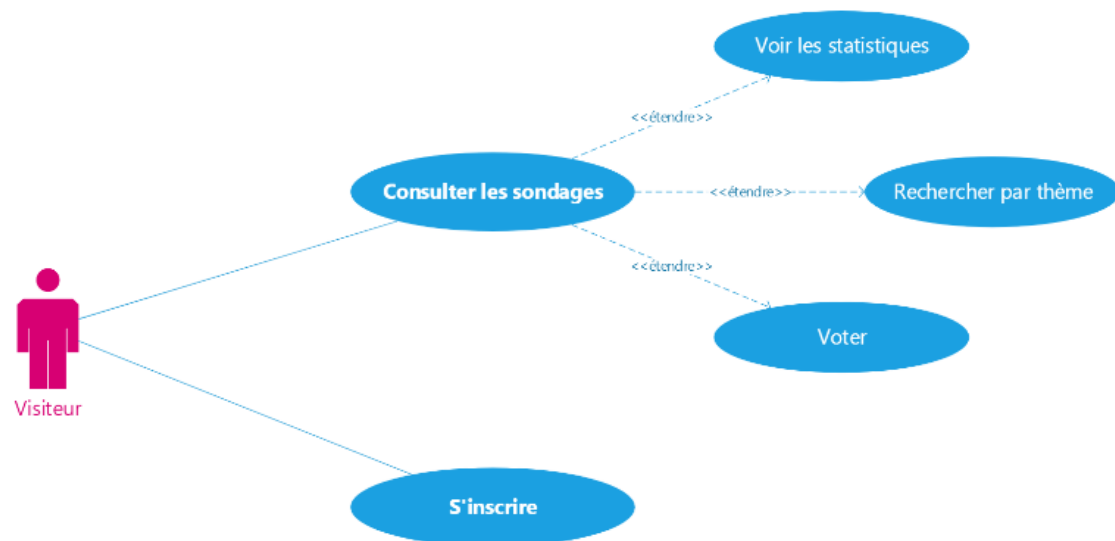 Voir les statistiques
<<étendre>>
Consulter les sondages
<<étendre>>
Rechercher par thème
<<étendre>>
Voter
Visiteur
S'inscrire